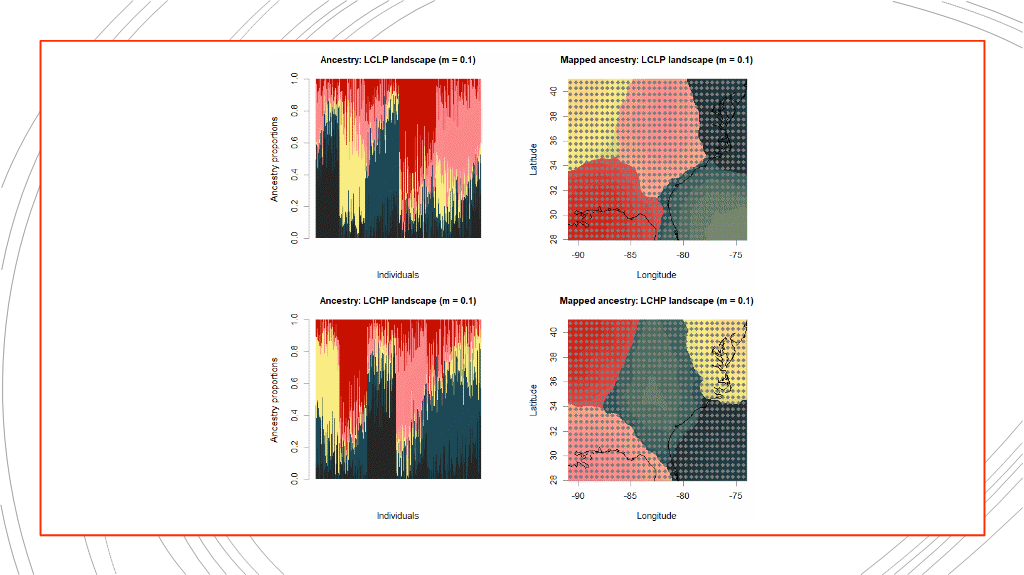 Ancestry: LCLP landscape (m = 0.1)
Ancestry proportions
1.0
0.8
0.6
0.4
0.2
0.0
Individuals
Mapped ancestry: LCLP landscape (m = 0.1)
Latitude
40
38
36
34
32
30
28
-90 -85 -80 -75
Longitude
Ancestry: LCHP landscape (m = 0.1)
Ancestry proportions
1.0
0.8
0.6
0.4
0.2
0.0
Individuals
Mapped ancestry: LCHP landscape (m = 0.1)
Latitude
40
38
36
34
32
30
28
-90 -85 -80 -75
Longitude